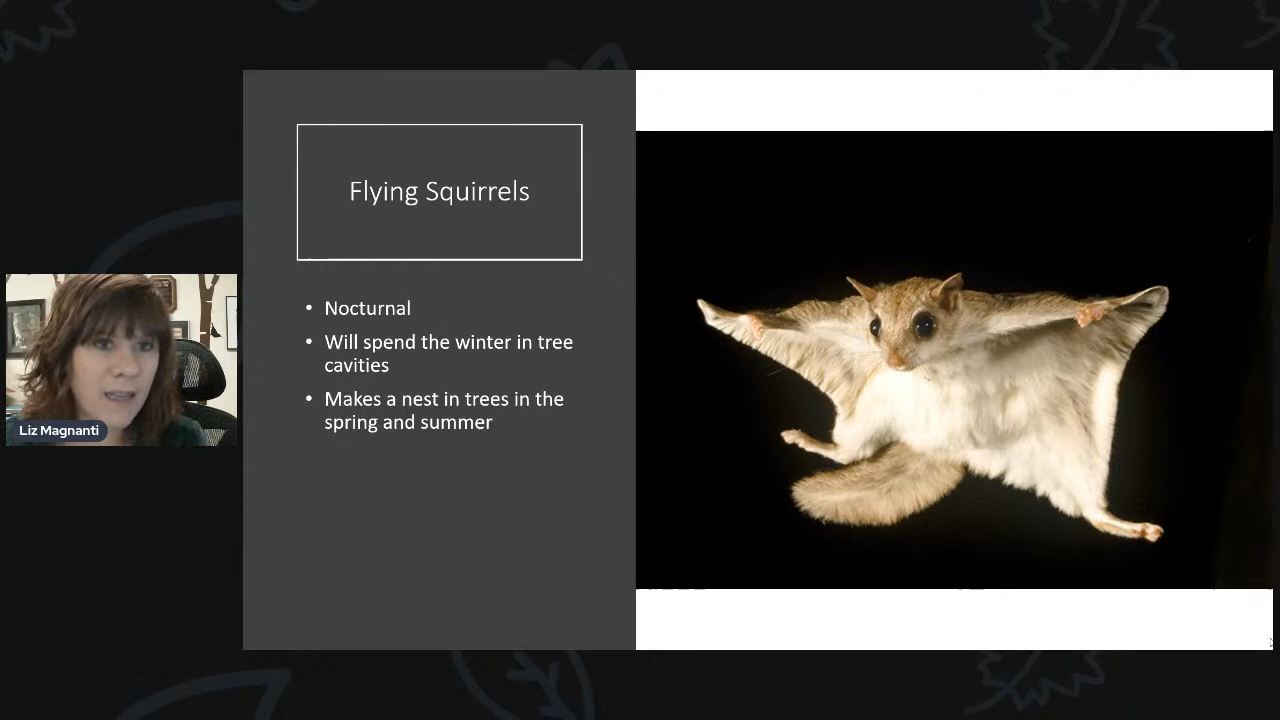 Flying Squirrels
• Nocturnal
• Will spend the winter in tree
cavities
• Makes a nest in trees in the
spring and summer
Liz Magnanti